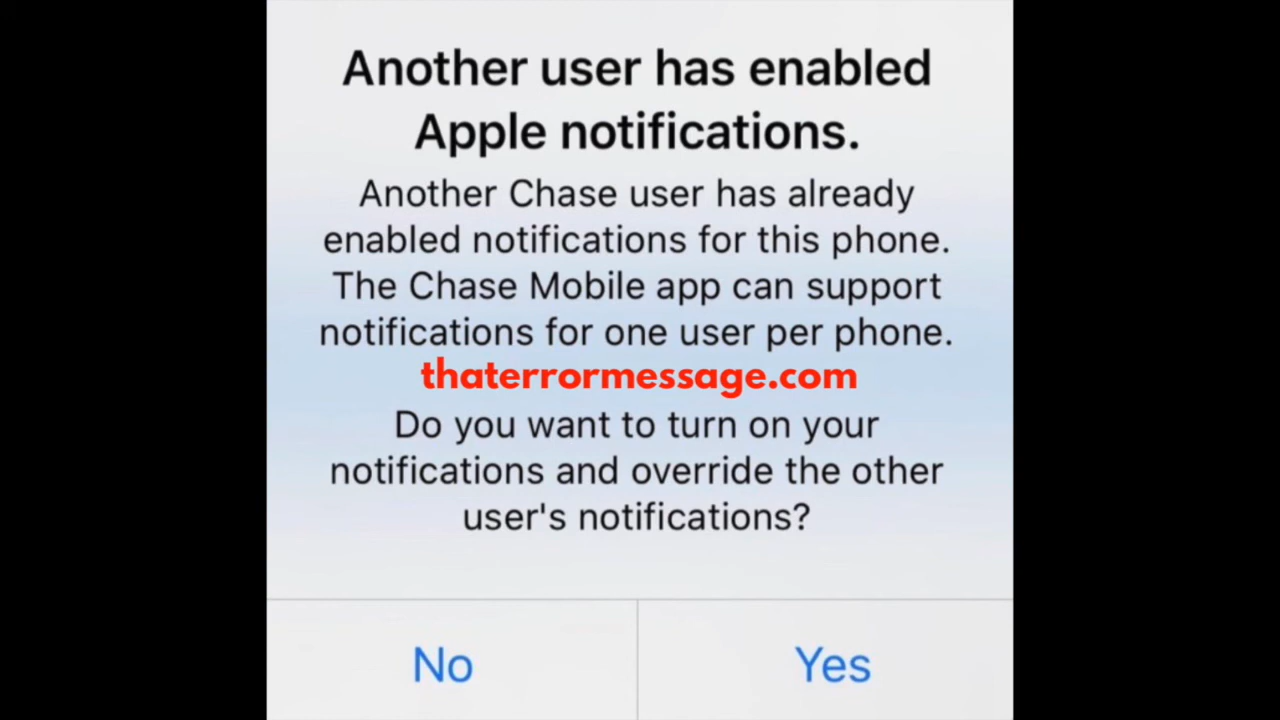 Another user has enabled
Apple notifications.
Another Chase user has already
enabled notifications for this phone.
The Chase Mobile app can support
notifications for one user per phone.
thaterrormessage.com
Do you want to turn on your
notifications and override the other
user's notifications?
No
Yes